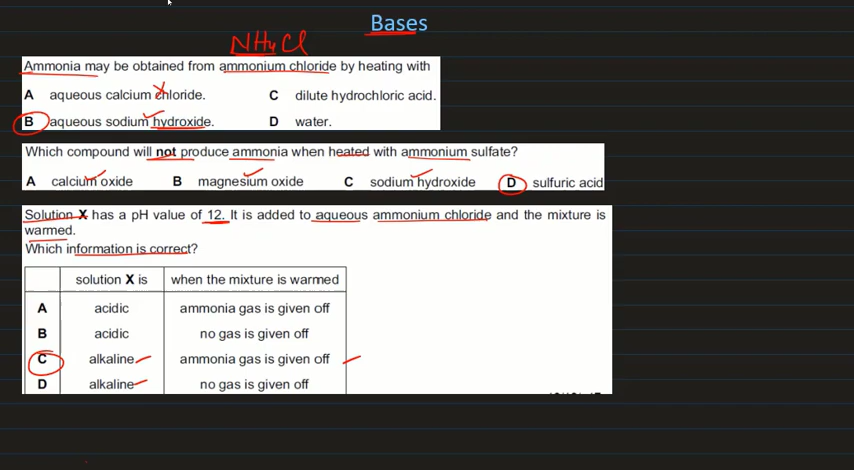 Bases
NH4Cl
Ammonia may be obtained from ammonium chloride by heating with
A aqueous calcium chloride. C dilute hydrochloric acid.
B aqueous sodium hydroxide. D water.
Which compound will not produce ammonia when heated with ammonium sulfate?
A calcium oxide B magnesium oxide C sodium hydroxide D sulfuric acid
Solution X has a pH value of 12. It is added to aqueous ammonium chloride and the mixture is
warmed.
Which information is correct?
solution X is when the mixture is warmed
A acidic ammonia gas is given off
B acidic no gas is given off
C alkaline ammonia gas is given off
D alkaline no gas is given off